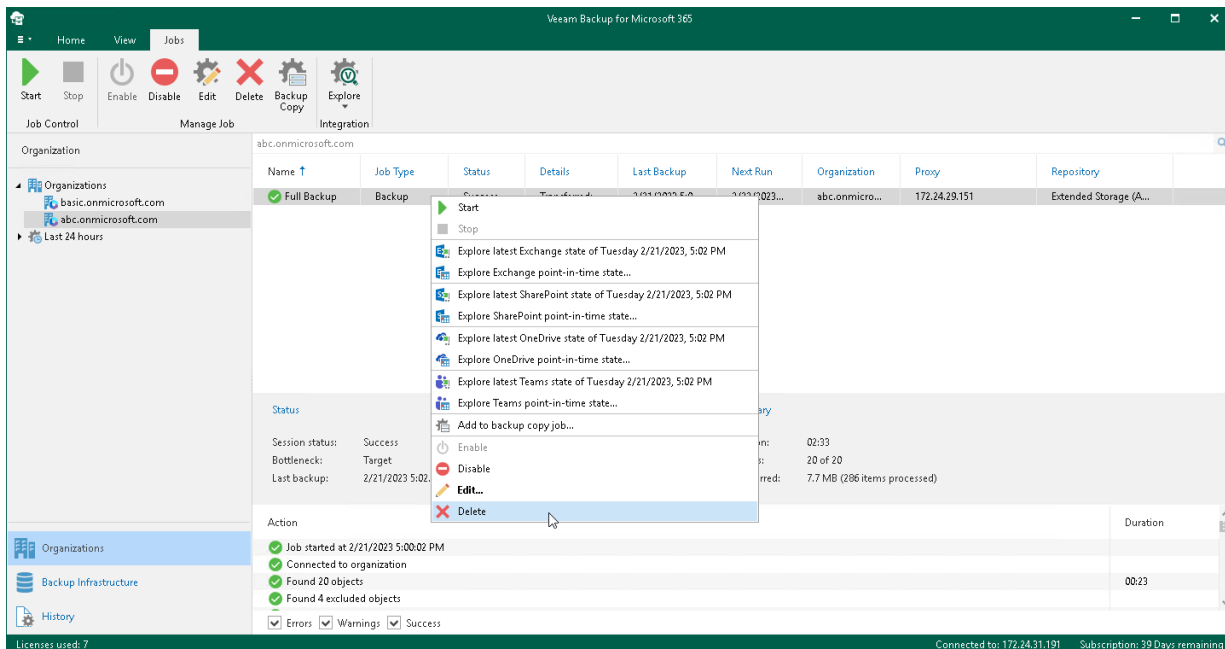 Veeam Backup for Microsoft 365
Home View Jobs
Start Stop Enable Disable Edit Delete Backup Copy Explore
Job Control Manage Job Integration
Organization
abc.onmicrosoft.com
Name Job Type Status Details Last Backup Next Run Organization Proxy Repository
Organizations
Full Backup Backup abc.onmicro... 172.24.29.151 Extended Storage (A...
basic.onmicrosoft.com
abc.onmicrosoft.com
Last 24 hours
Start
Stop
Explore latest Exchange state of Tuesday 2/21/2023, 5:02 PM
Explore Exchange point-in-time state...
Explore latest SharePoint state of Tuesday 2/21/2023, 5:02 PM
Explore SharePoint point-in-time state...
Explore latest OneDrive state of Tuesday 2/21/2023, 5:02 PM
Explore OneDrive point-in-time state...
Explore latest Teams state of Tuesday 2/21/2023, 5:02 PM
Explore Teams point-in-time state...
Add to backup copy job...
Enable
Disable
Edit...
Delete
Status ary
Session status: Success on: 02:33
Bottleneck: Target s: 20 of 20
Last backup: 2/21/2023 5:02. rred: 7.7 MB (286 items processed)
Action Duration
Job started at 2/21/2023 5:00:02 PM
Connected to organization
Found 20 objects 00:23
Found 4 excluded objects
Errors Warnings Success
Organizations
Backup Infrastructure
History
Licenses used: 7 Connected to: 172.24.31.191 Subscription: 39 Days remaining